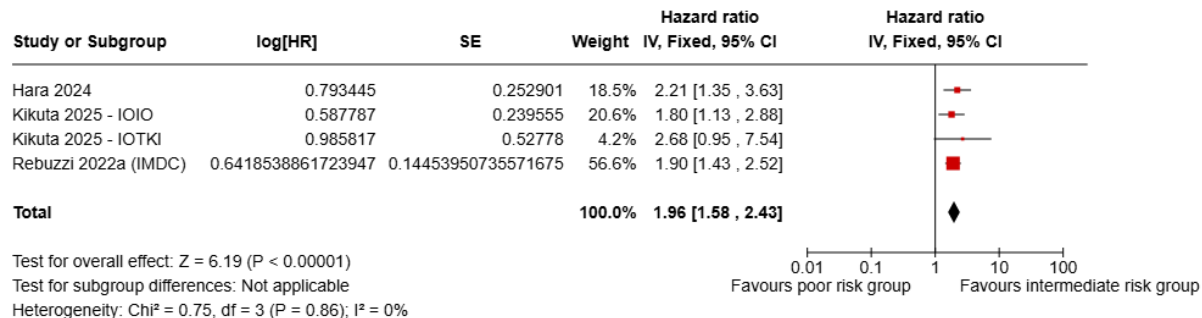 Hazard ratio Hazard ratio
Study or Subgroup log[HR] SE Weight IV, Fixed, 95% CI IV, Fixed, 95% CI
Hara 2024 0.793445 0.252901 18.5% 2.21 [1.35 , 3.63]
Kikuta 2025 - IOIO 0.587787 0.239555 20.6% 1.80 [1.13 , 2.88]
Kikuta 2025 - IOTKI 0.985817 0.52778 4.2% 2.68 [0.95 , 7.54]
Rebuzzi 2022a (IMDC) 0.6418538861723947 0.14453950735571675 56.6% 1.90 [1.43 , 2.52]
Total 100.0% 1.96 [1.58 , 2.43]
Test for overall effect: Z = 6.19 (P < 0.00001)
Test for subgroup differences: Not applicable
Heterogeneity: Chi² = 0.75, df = 3 (P = 0.86); I² = 0%
0.01 0.1 1 10 100
Favours poor risk group Favours intermediate risk group